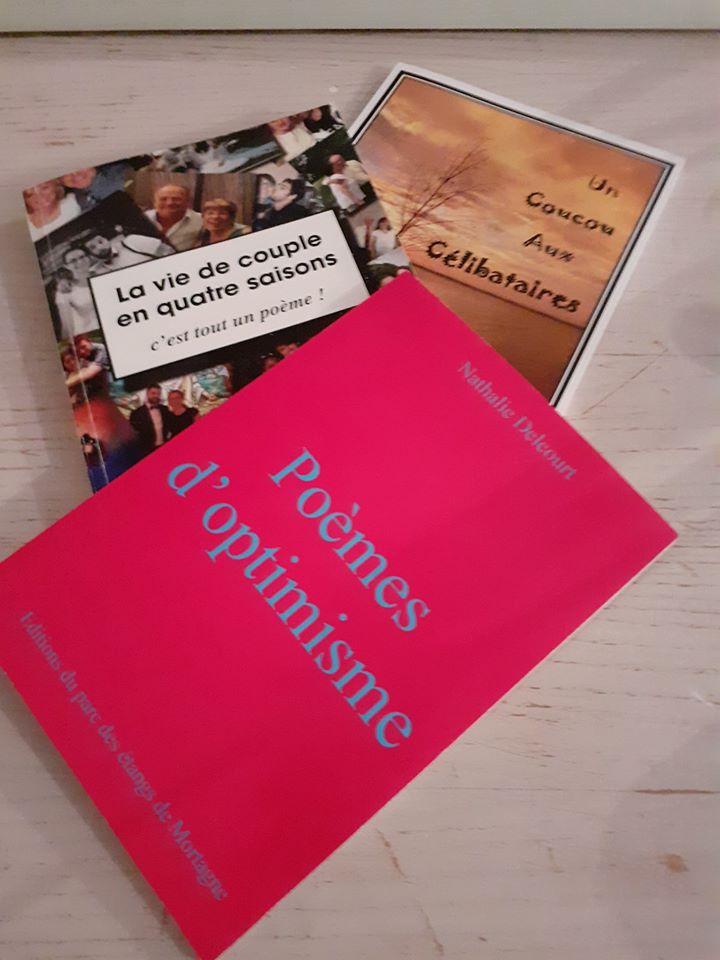 La vie de couple
en quatre saisons
c'est tout un poème !
Un
Coucou
Aux
Célibataires
Nathalie Delcourt
Poèmes
d'optimisme
Editions du parc des étangs de Mortagne